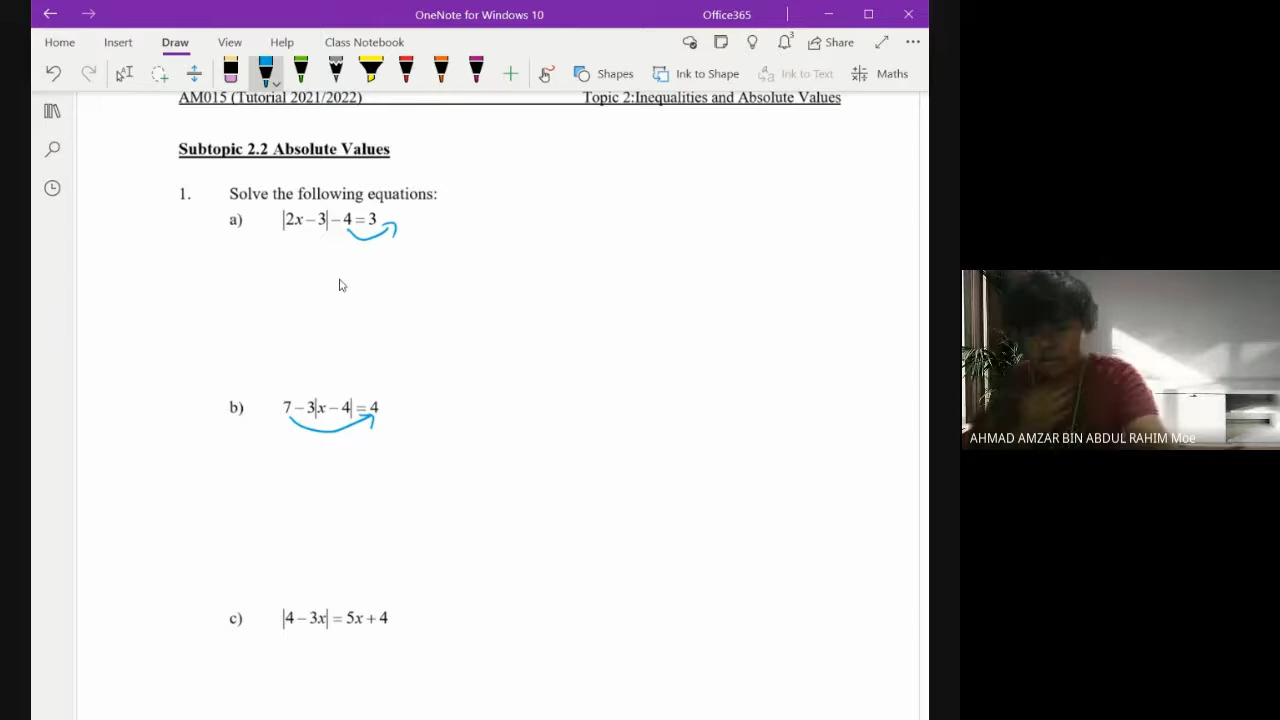 OneNote for Windows 10
Office365
Home Insert Draw View Help Class Notebook
3
Share
Shapes
Ink to Shape
Ink to Text
Maths
AM015 (Tutorial 2021/2022) Topic 2:Inequalities and Absolute Values
Subtopic 2.2 Absolute Values
1. Solve the following equations:
a) |2x – 3| – 4 = 3
b) 7 – 3|x – 4| = 4
c) |4 – 3x| = 5x + 4
AHMAD AMZAR BIN ABDUL RAHIM Moe